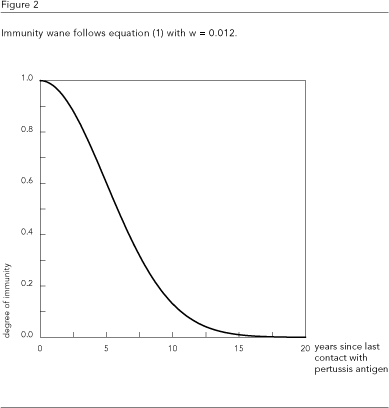 Figure 2
Immunity wane follows equation (1) with w = 0.012.
1.0
0.8
0.6
0.4
0.2
0.0
degree of immunity
0 5 10 15 20
years since last
contact with
pertussis antigen